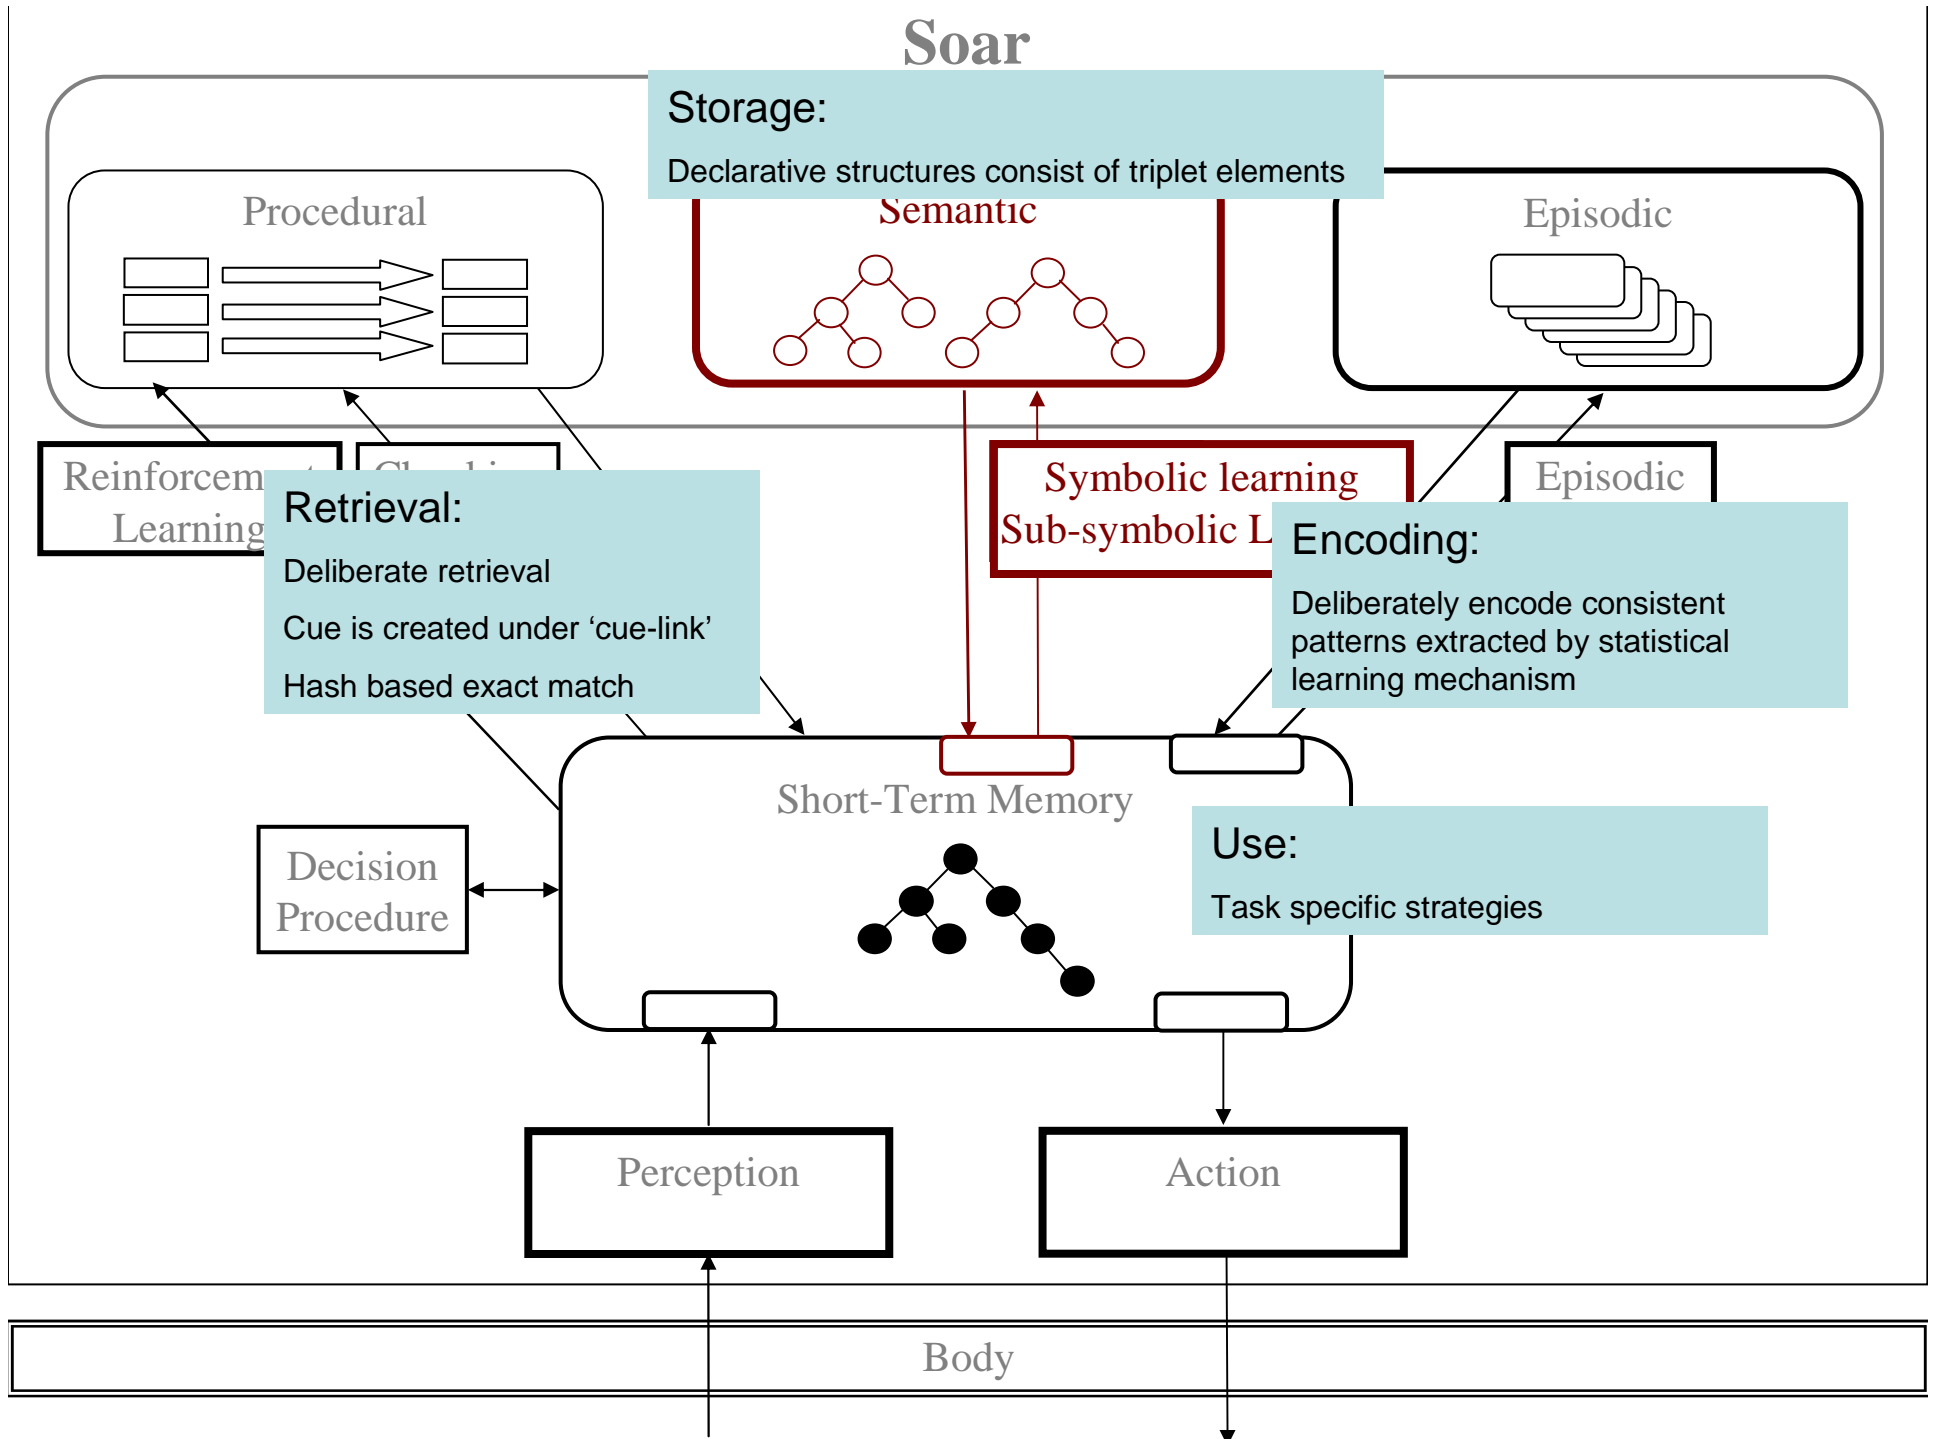 Soar
Storage:
Declarative structures consist of triplet elements
Procedural
Semantic
Episodic
Symbolic learning
Sub-symbolic
Episodic
Learning
Retrieval:
Deliberate retrieval
Cue is created under ‘cue-link’
Hash based exact match
Encoding:
Deliberately encode consistent
patterns extracted by statistical
learning mechanism
Short-Term Memory
Use:
Task specific strategies
Decision
Procedure
Perception
Action
Body